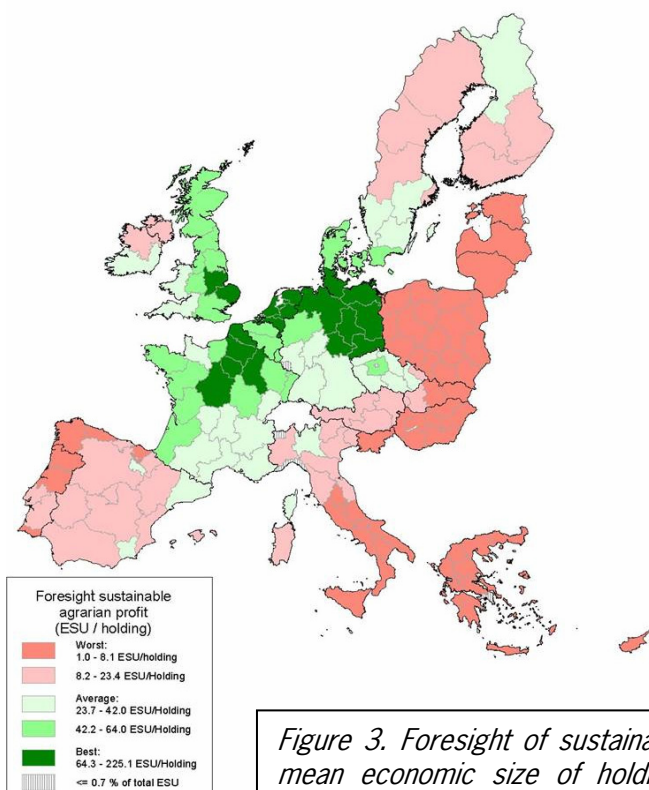 Foresight sustainable
agrarian profit
(ESU / holding)
Worst:
1.0 - 8.1 ESU/Holding
8.2 - 23.4 ESU/Holding
Average:
23.7 - 42.0 ESU/Holding
42.2 - 64.0 ESU/Holding
Best:
64.3 - 225.1 ESU/Holding
<= 0.7 % of total ESU
Figure 3. Foresight of sustaina
mean economic size of holdi